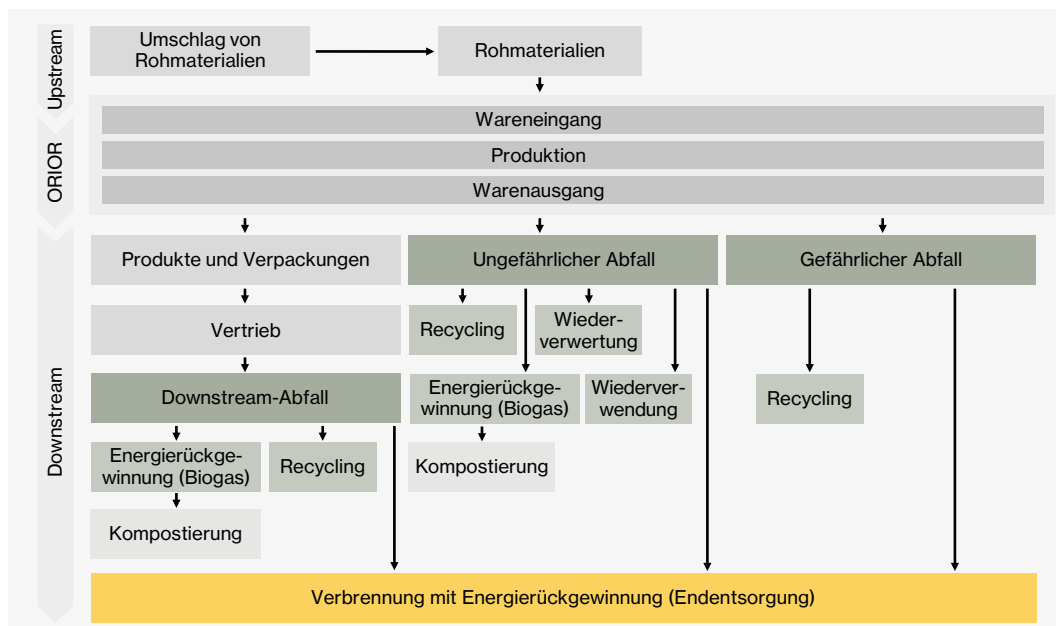 Upstream
Umschlag von
Rohmaterialien
Rohmaterialien
ORIOR
Wareneingang
Produktion
Warenausgang
Downstream
Produkte und Verpackungen
Ungefährlicher Abfall
Gefährlicher Abfall
Vertrieb
Recycling
Wieder-
verwertung
Downstream-Abfall
Energierückge-
winnung (Biogas)
Wiederver-
wendung
Recycling
Energierückge-
winnung (Biogas)
Recycling
Kompostierung
Kompostierung
Verbrennung mit Energierückgewinnung (Endentsorgung)